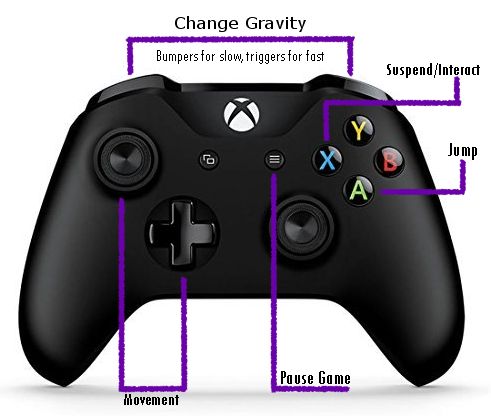 Change Gravity
Bumpers for slow, triggers for fast
Suspend/Interact
Y
Jump
X
B
A
Pause Game
Movement